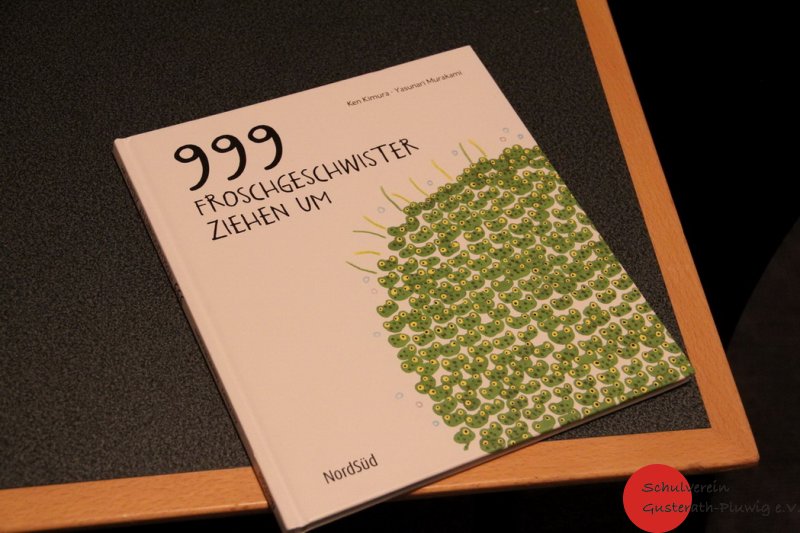 Ken Kimura · Yasunari Murakami
999
FROSCHGESCHWISTER
ZIEHEN UM
NordSüd
Schulverein
Gusterath-Pluwig e.V.